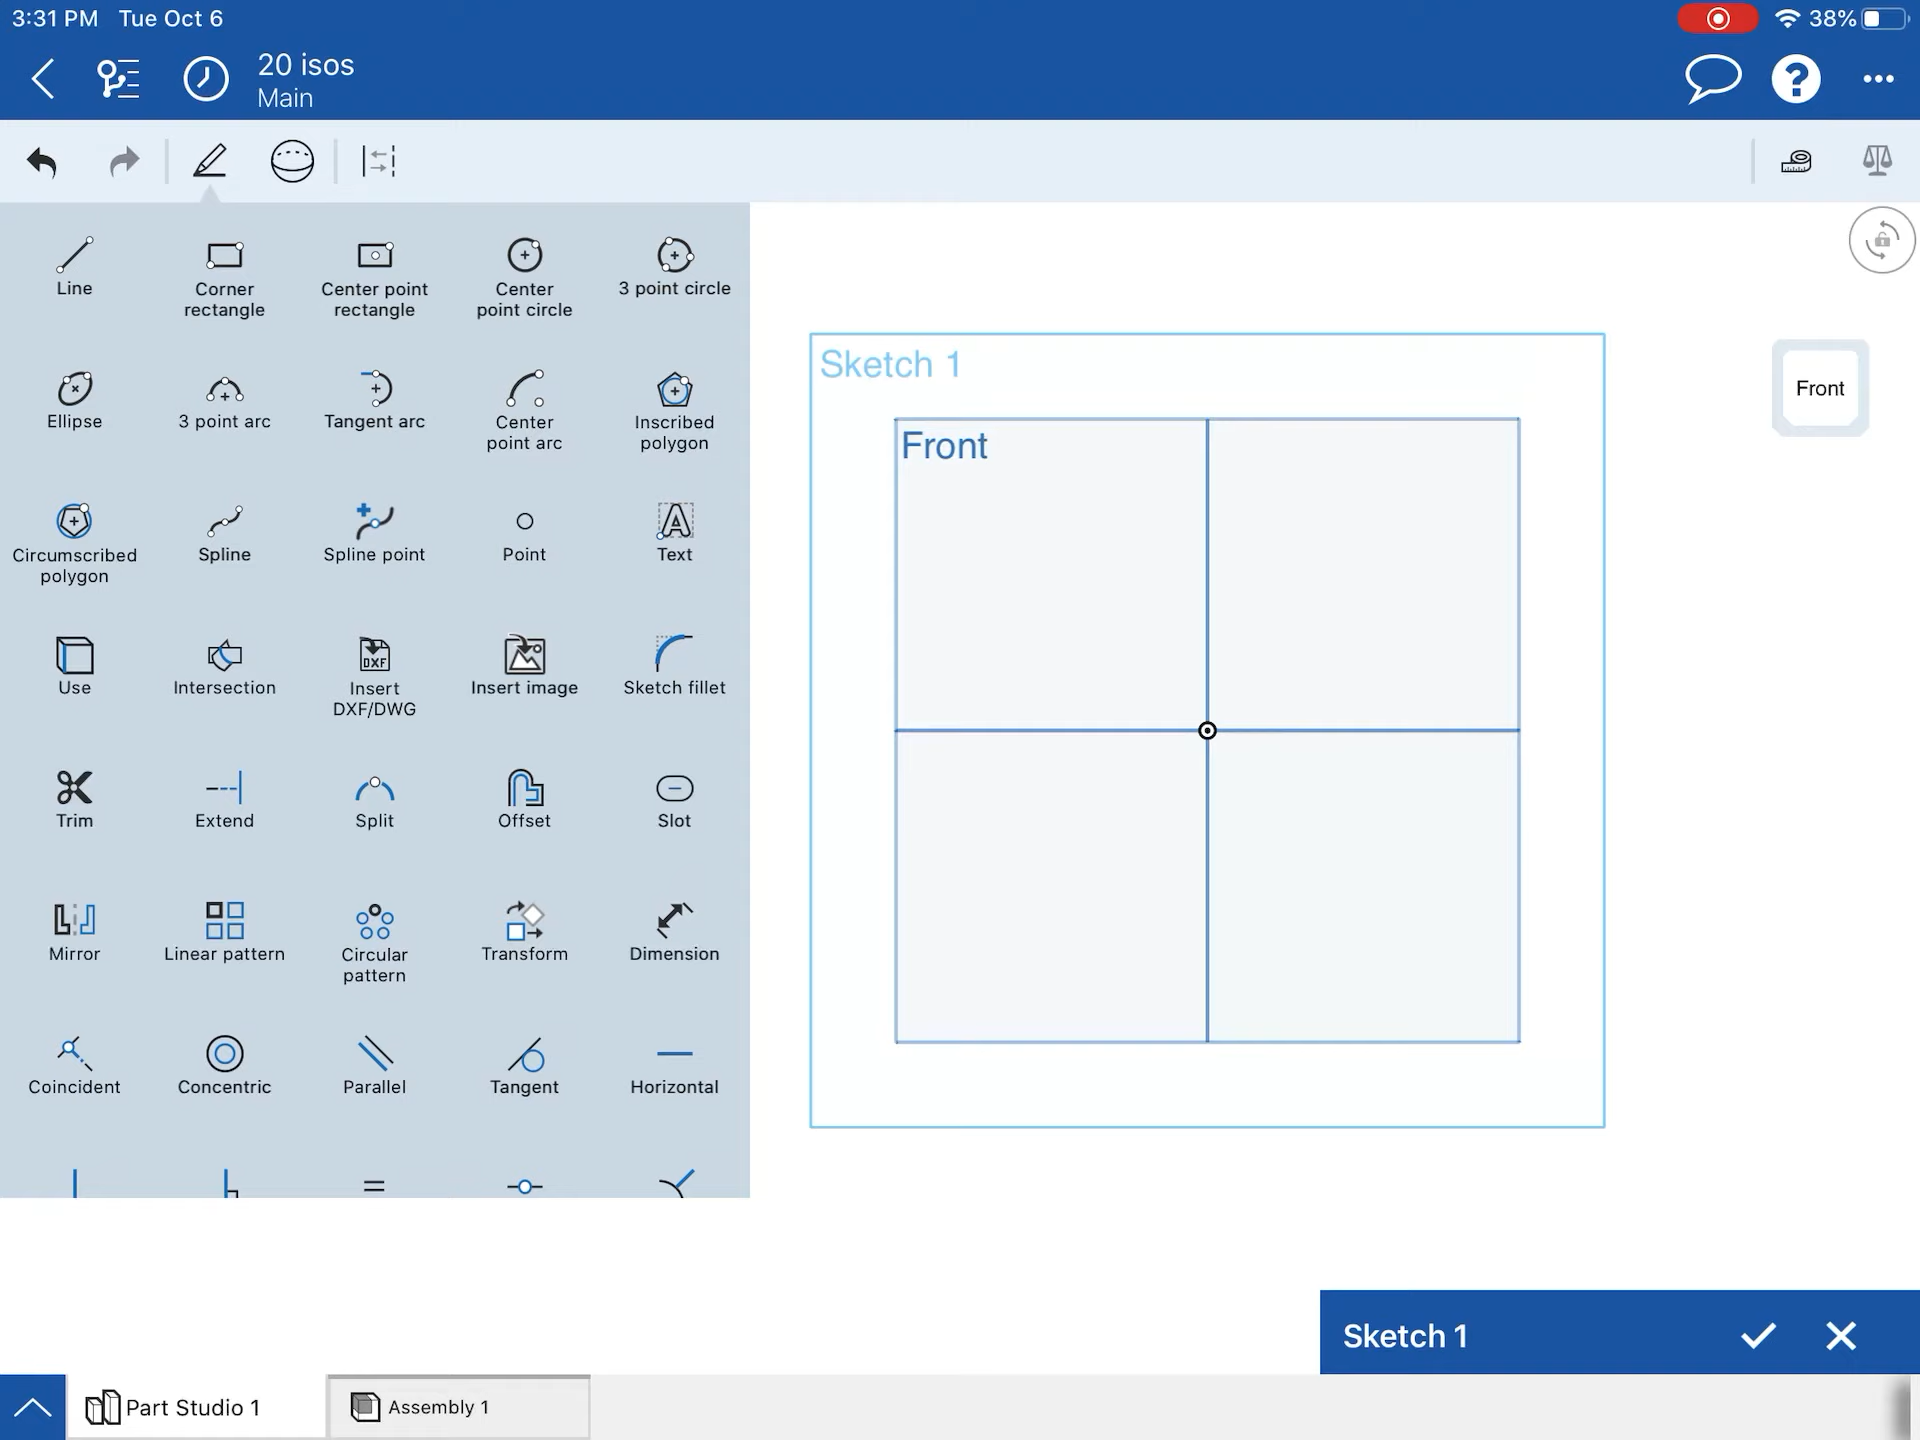 3:31 PM Tue Oct 6
38%
20 isos
Main
Line
Corner rectangle
Center point rectangle
Center point circle
3 point circle
Ellipse
3 point arc
Tangent arc
Center point arc
Inscribed polygon
Circumscribed polygon
Spline
Spline point
Point
Text
Use
Intersection
DXF
Insert DXF/DWG
Insert image
Sketch fillet
Trim
Extend
Split
Offset
Slot
Mirror
Linear pattern
Circular pattern
Transform
Dimension
Coincident
Concentric
Parallel
Tangent
Horizontal
Sketch 1
Front
Front
Sketch 1
Part Studio 1
Assembly 1